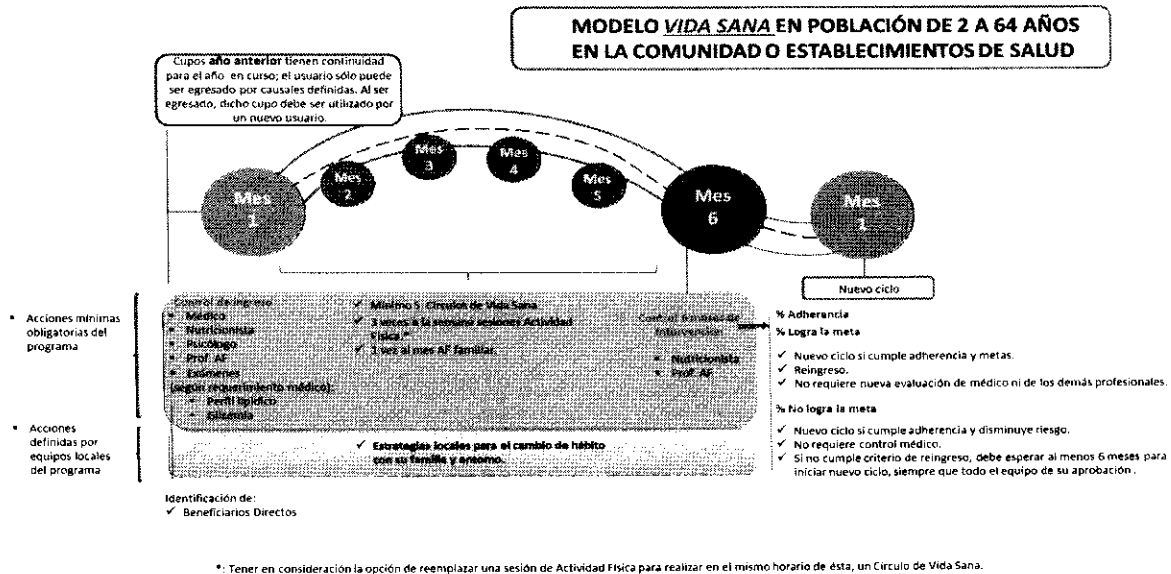 MODELO VIDA SANA EN POBLACIÓN DE 2 A 64 AÑOS
EN LA COMUNIDAD O ESTABLECIMIENTOS DE SALUD
Cupos año anterior tienen continuidad
para el año en curso; el usuario sólo puede
ser egresado por causales definidas. Al ser
egresado, dicho cupo debe ser utilizado por
un nuevo usuario.
Mes
1
Mes
2
Mes
3
Mes
4
Mes
5
Mes
6
Mes
1
Nuevo ciclo
• Acciones mínimas
obligatorias del
programa
Control de ingreso
• Médico
• Nutricionista
• Psicólogo
• Prof. AF
• Exámenes
(según requerimiento médico):
• Perfil lipídico
• Glicemia
✓ Mínimo 5 Círculos de Vida Sana
✓ 3 veces a la semana sesiones Actividad
Física.*
✓ 1 vez al mes AF familiar.
Control 6 meses de
Intervención
• Nutricionista
• Prof. AF
% Adherencia
% Logra la meta
✓ Nuevo ciclo si cumple adherencia y metas.
✓ Reingreso.
✓ No requiere nueva evaluación de médico ni de los demás profesionales.
% No logra la meta
✓ Nuevo ciclo si cumple adherencia y disminuye riesgo.
✓ No requiere control médico.
✓ Si no cumple criterio de reingreso, debe esperar al menos 6 meses para
iniciar nuevo ciclo, siempre que todo el equipo de su aprobación .
• Acciones
definidas por
equipos locales
del programa
✓ Estrategias locales para el cambio de hábito
con su familia y entorno.
Identificación de:
✓ Beneficiarios Directos
*: Tener en consideración la opción de reemplazar una sesión de Actividad Física para realizar en el mismo horario de ésta, un Círculo de Vida Sana.